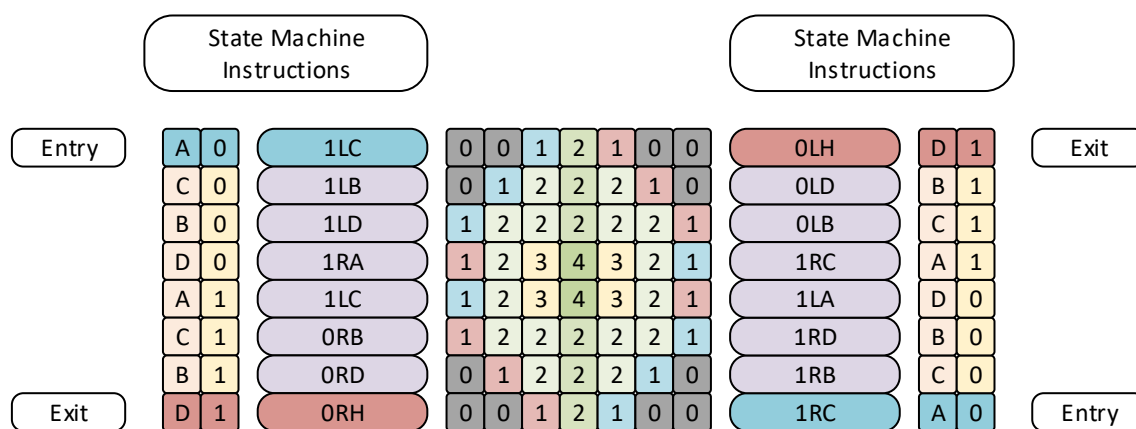 State Machine
Instructions
State Machine
Instructions
Entry A 0 1LC 0 0 1 2 1 0 0 0LH D 1 Exit
C 0 1LB 0 1 2 2 2 1 0 0LD B 1
B 0 1LD 1 2 2 2 2 2 1 0LB C 1
D 0 1RA 1 2 3 4 3 2 1 1RC A 1
A 1 1LC 1 2 3 4 3 2 1 1LA D 0
C 1 0RB 1 2 2 2 2 2 1 1RD B 0
B 1 0RD 0 1 2 2 2 1 0 1RB C 0
Exit D 1 0RH 0 0 1 2 1 0 0 1RC A 0 Entry